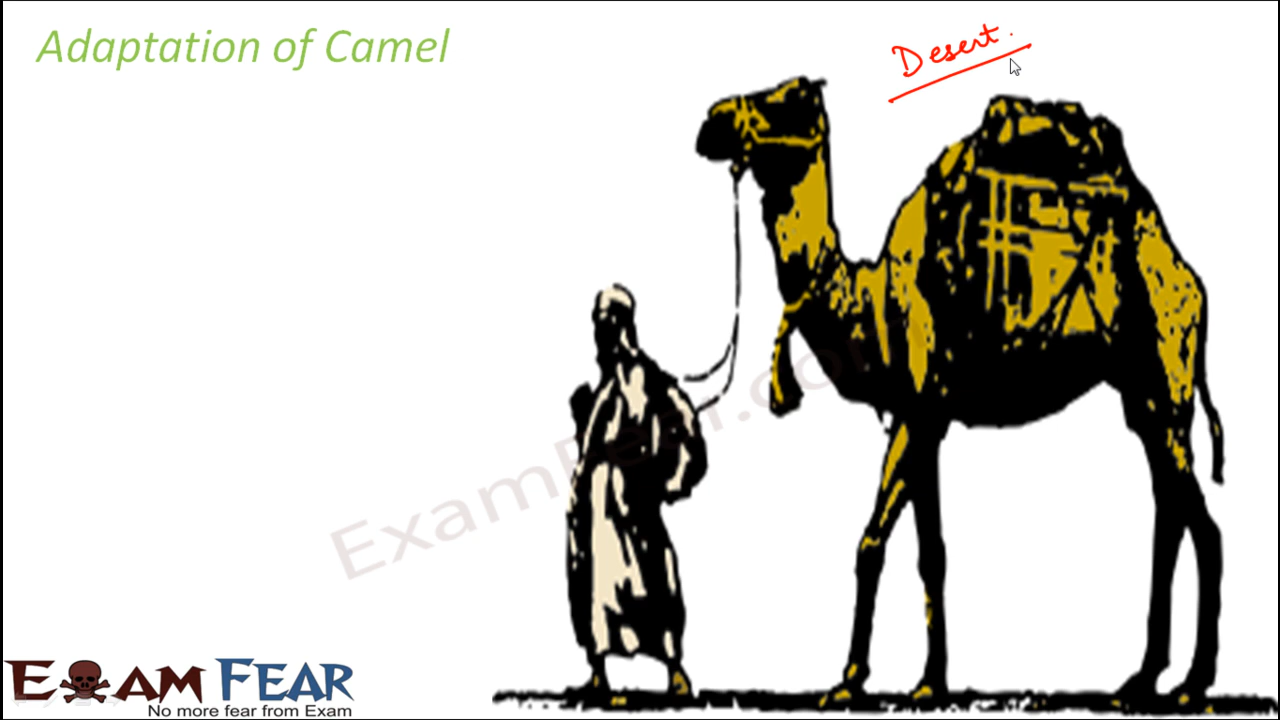 Adaptation of Camel
Desert.
ExamFear.com
EXAM FEAR
No more fear from Exam